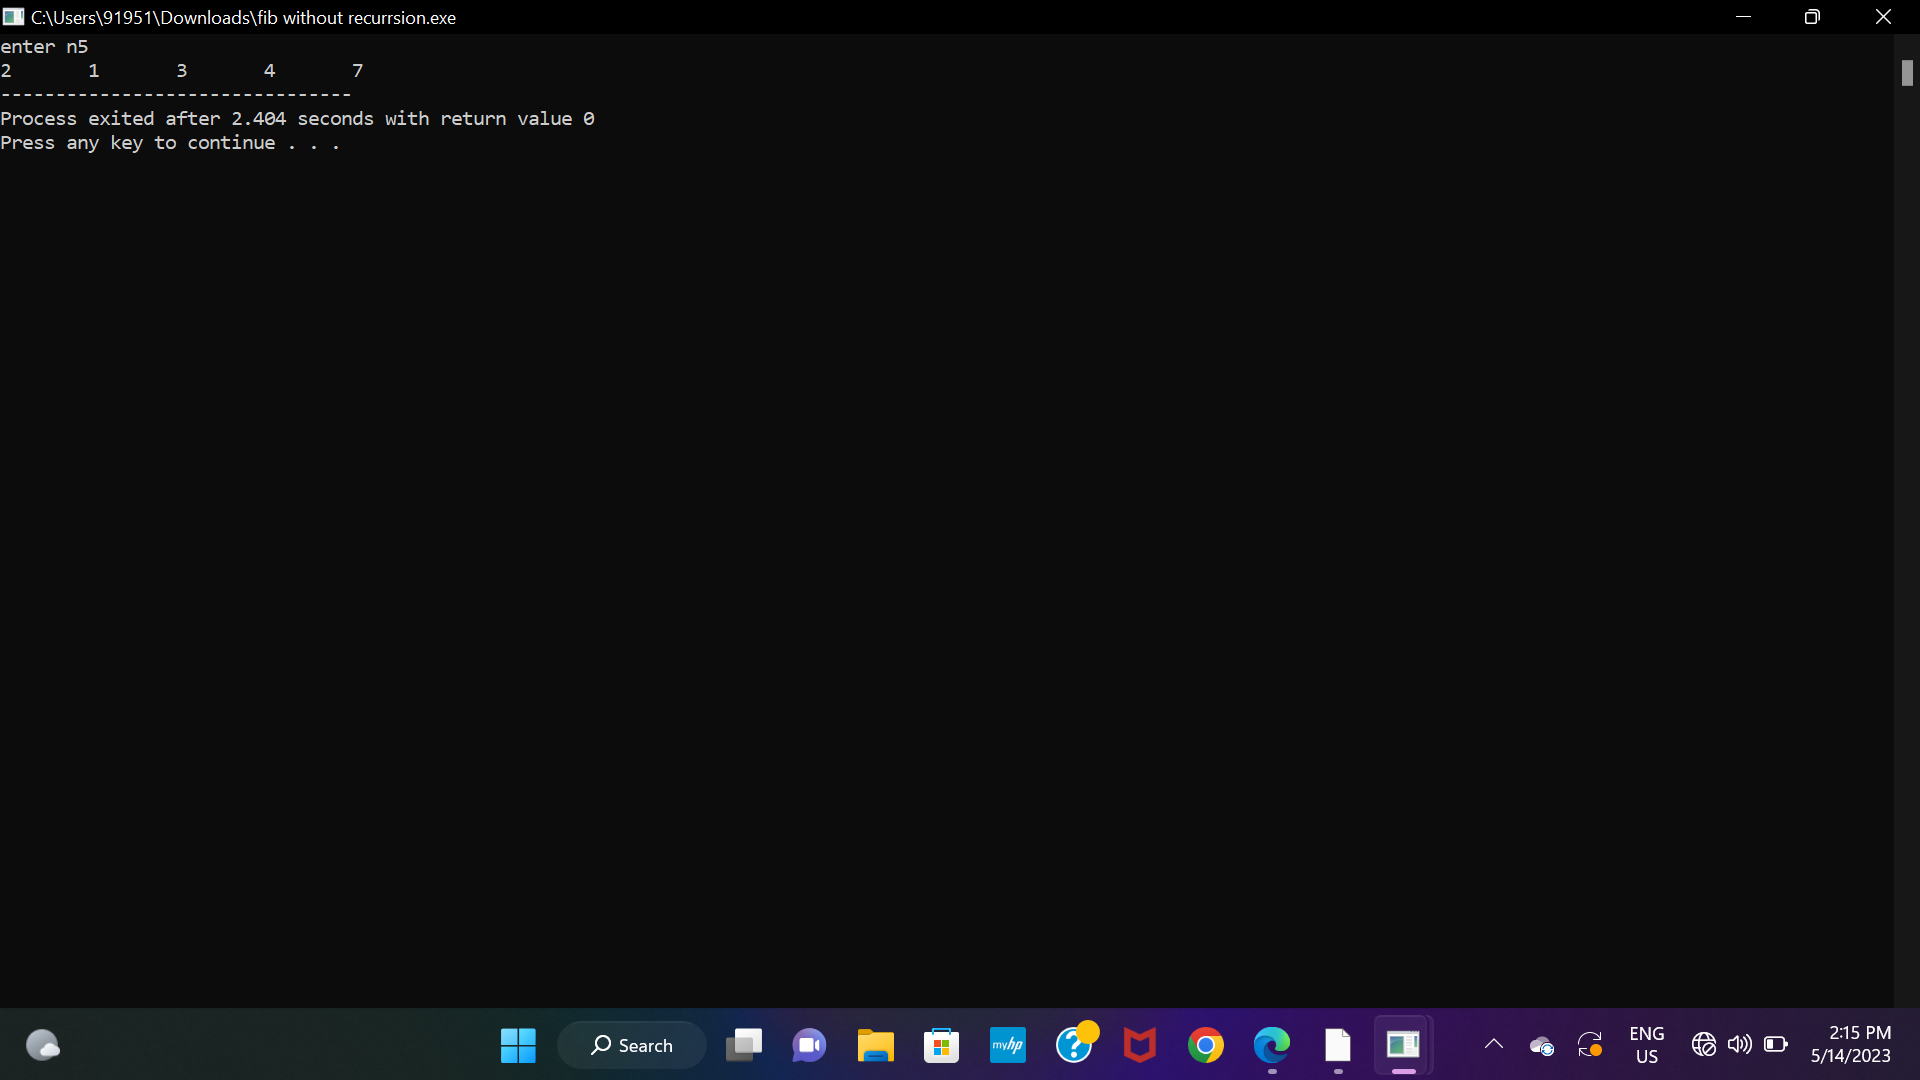 C:\Users\91951\Downloads\fib without recurrsion.exe
enter n5
2 1 3 4 7
--------------------------------
Process exited after 2.404 seconds with return value 0
Press any key to continue . . .
Search
myhp
ENG
US
2:15 PM
5/14/2023